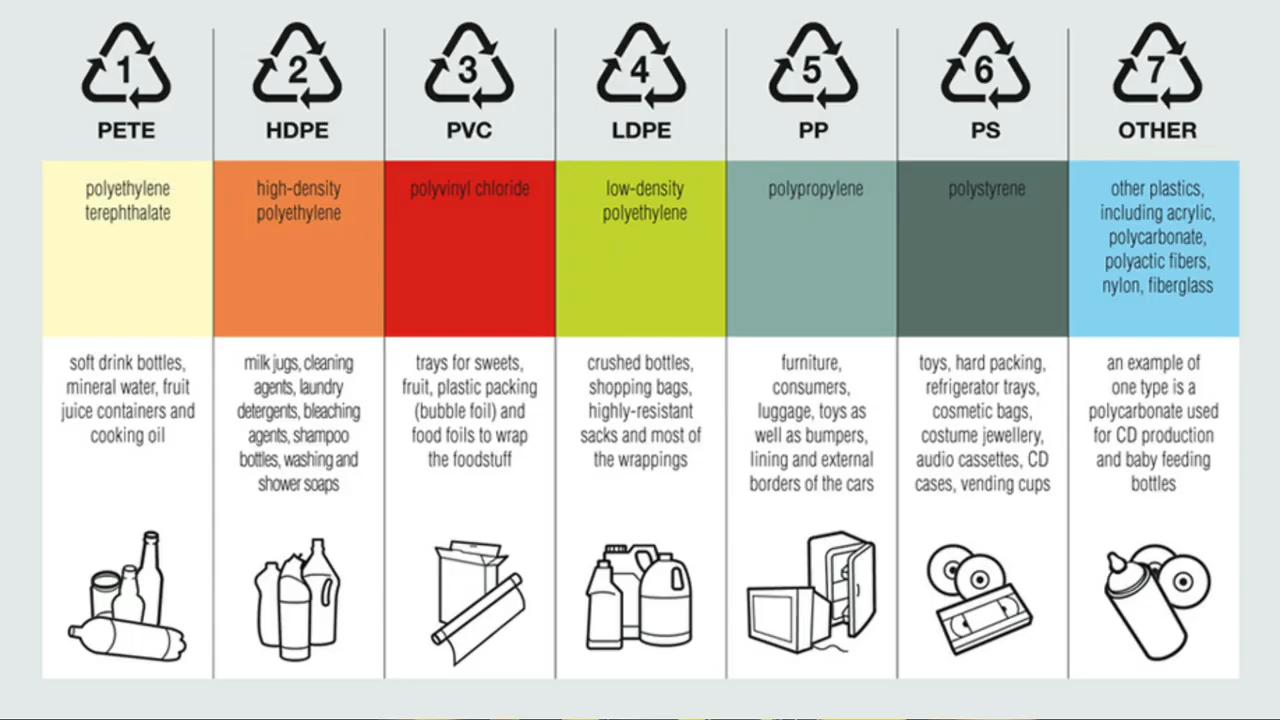 1
PETE
polyethylene
terephthalate
soft drink bottles,
mineral water, fruit
juice containers and
cooking oil
2
HDPE
high-density
polyethylene
milk jugs, cleaning
agents, laundry
detergents, bleaching
agents, shampoo
bottles, washing and
shower soaps
3
PVC
polyvinyl chloride
trays for sweets,
fruit, plastic packing
(bubble foil) and
food foils to wrap
the foodstuff
4
LDPE
low-density
polyethylene
crushed bottles,
shopping bags,
highly-resistant
sacks and most of
the wrappings
5
PP
polypropylene
furniture,
consumers,
luggage, toys as
well as bumpers,
lining and external
borders of the cars
6
PS
polystyrene
toys, hard packing,
refrigerator trays,
cosmetic bags,
costume jewellery,
audio cassettes, CD
cases, vending cups
7
OTHER
other plastics,
including acrylic,
polycarbonate,
polyactic fibers,
nylon, fiberglass
an example of
one type is a
polycarbonate used
for CD production
and baby feeding
bottles